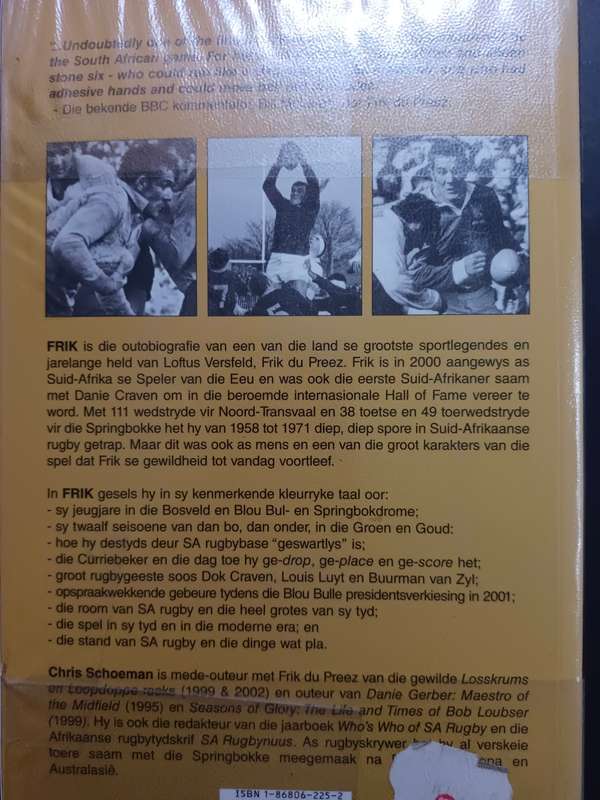 "...Undoubtedly one of the
the South African game. For he
stone six - who could run like a had
adhesive hands and could move
- Die bekende BBC kommentator Bill McLaren oor Frik du Preez.
FRIK is die outobiografie van een van die land se grootste sportlegendes en
jarelange held van Loftus Versfeld, Frik du Preez. Frik is in 2000 aangewys as
Suid-Afrika se Speler van die Eeu en was ook die eerste Suid-Afrikaner saam
met Danie Craven om in die beroemde internasionale Hall of Fame vereer te
word. Met 111 wedstryde vir Noord-Transvaal en 38 toetse en 49 toerwedstryde
vir die Springbokke het hy van 1958 tot 1971 diep, diep spore in Suid-Afrikaanse
rugby getrap. Maar dit was ook as mens en een van die groot karakters van die
spel dat Frik se gewildheid tot vandag voortleef.
In FRIK gesels hy in sy kenmerkende kleurryke taal oor:
- sy jeugjare in die Bosveld en Blou Bul- en Springbokdrome;
- sy twaalf seisoene van dan bo, dan onder, in die Groen en Goud:
- hoe hy destyds deur SA rugbybase "geswartlys" is;
- die Curriebeker en die dag toe hy ge-drop, ge-place en ge-score het;
- groot rugbygeeste soos Dok Craven, Louis Luyt en Buurman van Zyl;
- opspraakwekkende gebeure tydens die Blou Bulle presidentsverkiesing in 2001;
- die room van SA rugby en die heel grotes van sy tyd;
- die spel in sy tyd en in die moderne era; en
- die stand van SA rugby en die dinge wat pla.
Chris Schoeman is mede-outeur met Frik du Preez van die gewilde Losskrums
en Loopdoppe reeks (1999 & 2002) en outeur van Danie Gerber: Maestro of
the Midfield (1995) en Seasons of Glory: The Life and Times of Bob Loubser
(1999). Hy is ook die redakteur van die jaarboek Who's Who of SA Rugby en die
Afrikaanse rugbytydskrif SA Rugbynuus. As rugbyskrywer het hy al verskeie
toere saam met die Springbokke meegemaak na en
Australasië.
ISBN 1-86806-225-2